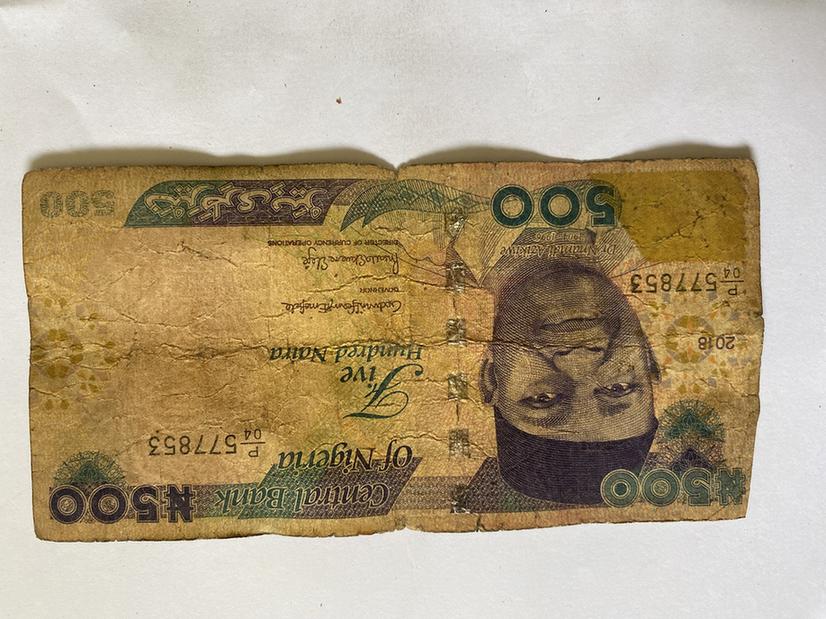 ₦500
Central Bank
₦500
Of Nigeria
P/04 577853
Five
Hundred Naira
2018
GOVERNOR
P/04 577853
DIRECTOR OF CURRENCY OPERATIONS
Dr. Nnamdi Azikiwe
500
500